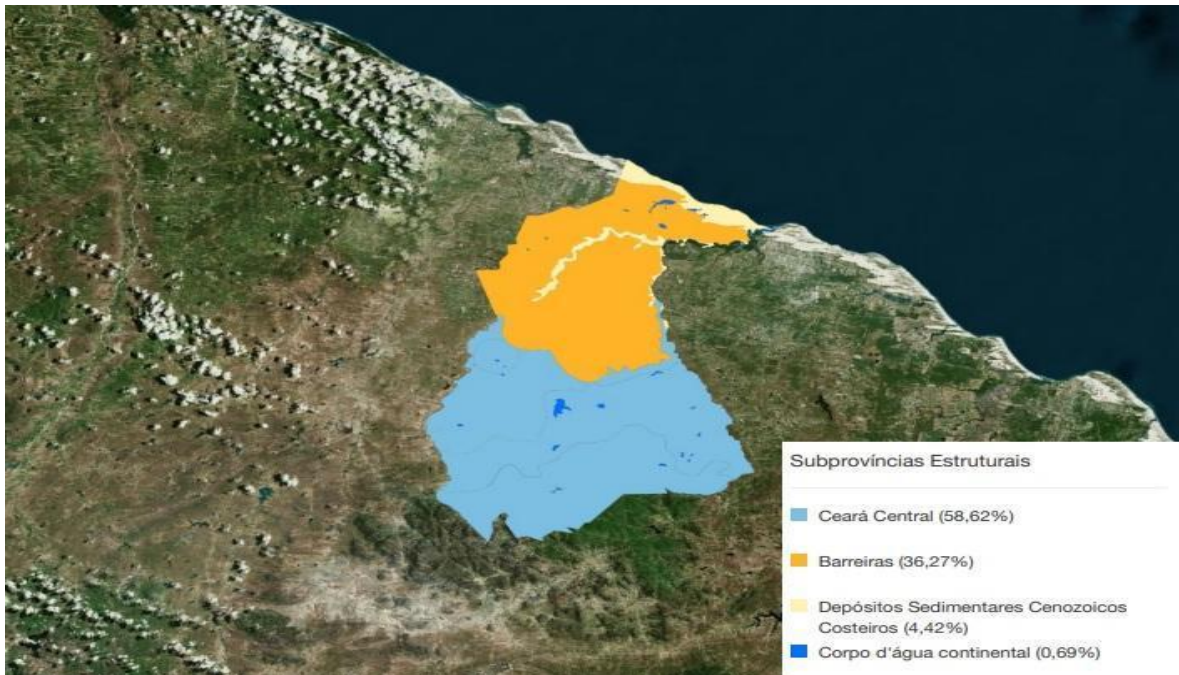 Subprovíncias Estruturais
Ceará Central (58,62%)
Barreiras (36,27%)
Depósitos Sedimentares Cenozoicos
Costeiros (4,42%)
Corpo d'água continental (0,69%)